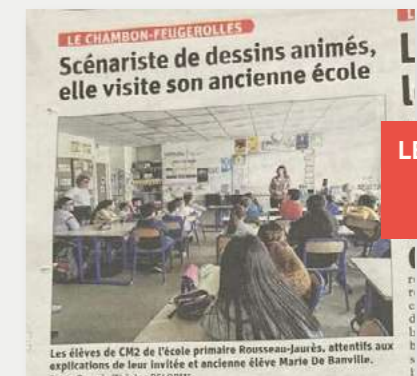 LE CHAMBON-FEUGEROLLES
Scénariste de dessins animés,
elle visite son ancienne école
LE
Les élèves de CM2 de l'école primaire Rousseau-Jaurès, attentifs aux
explications de leur invitée et ancienne élève Marie De Banville.